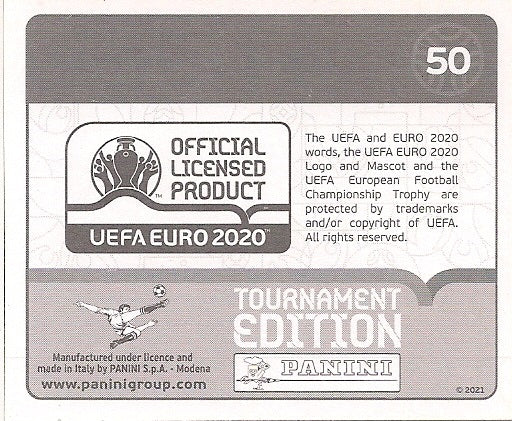 50
OFFICIAL
LICENSED
PRODUCT
™
UEFA EURO 2020™
The UEFA and EURO 2020
words, the UEFA EURO 2020
Logo and Mascot and the
UEFA European Football
Championship Trophy are
protected by trademarks
and/or copyright of UEFA.
All rights reserved.
TOURNAMENT
EDITION
PANINI
Manufactured under licence and
made in Italy by PANINI S.p.A. - Modena
www.paninigroup.com
© 2021